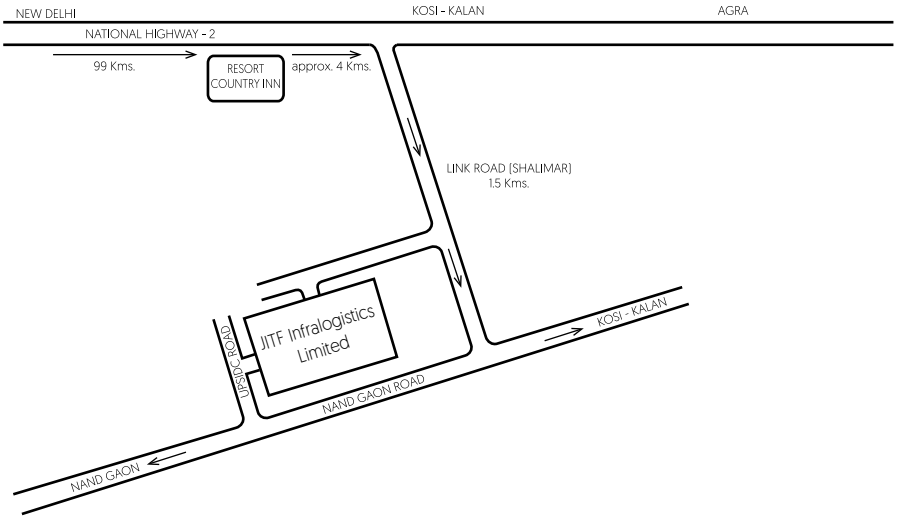 NEW DELHI
KOSI - KALAN
AGRA
NATIONAL HIGHWAY - 2
99 Kms.
RESORT
COUNTRY INN
approx. 4 Kms.
LINK ROAD (SHALIMAR)
1.5 Kms.
JITF Infralogistics
Limited
UPSIDC ROAD
KOSI - KALAN
NAND GAON ROAD
NAND GAON